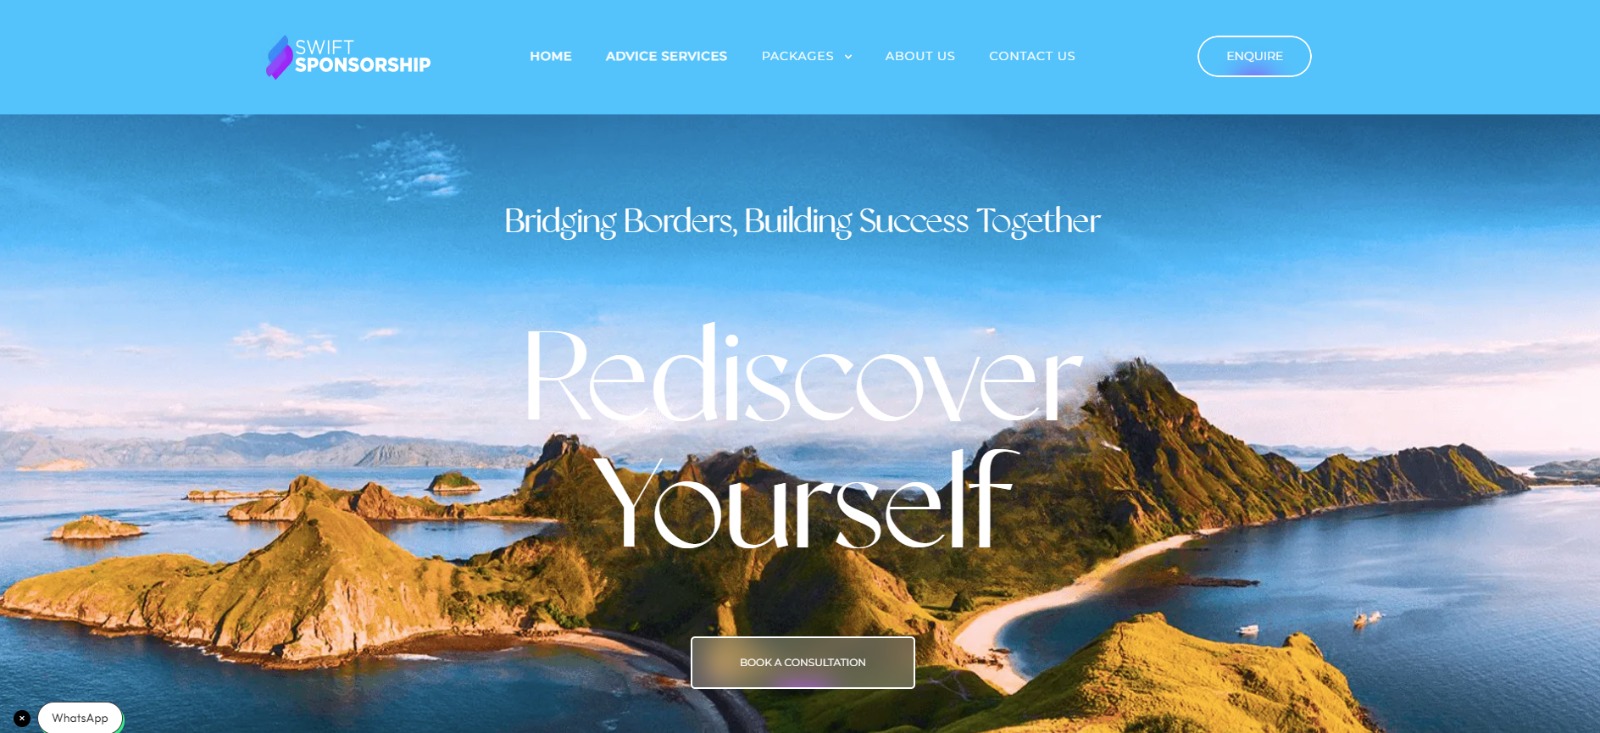 SWIFT
SPONSORSHIP
HOME
ADVICE SERVICES
PACKAGES
ABOUT US
CONTACT US
ENQUIRE
Bridging Borders, Building Success Together
Rediscover
Yourself
BOOK A CONSULTATION
WhatsApp